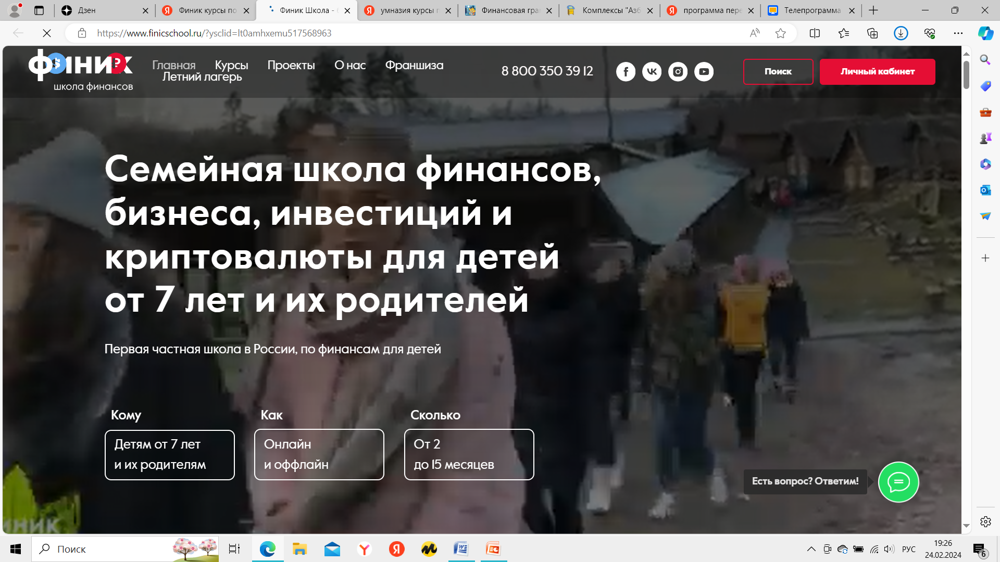 Дзен
Финик курсы по
Финик Школа - 6
умназия курсы г
Финансовая гра
Комплексы "Азб
программа пере
Телепрограмма
https://www.finicschool.ru/?ysclid=lt0amhxemu517568963
финик
школа финансов
Главная
Курсы
Проекты
О нас
Франшиза
Летний лагерь
8 800 350 39 12
Поиск
Личный кабинет
Семейная школа финансов,
бизнеса, инвестиций и
криптовалюты для детей
от 7 лет и их родителей
Первая частная школа в России, по финансам для детей
Кому
Как
Сколько
Детям от 7 лет
и их родителям
Онлайн
и оффлайн
От 2
до 15 месяцев
Есть вопрос? Ответим!
Поиск
РУС
19:26
24.02.2024
6